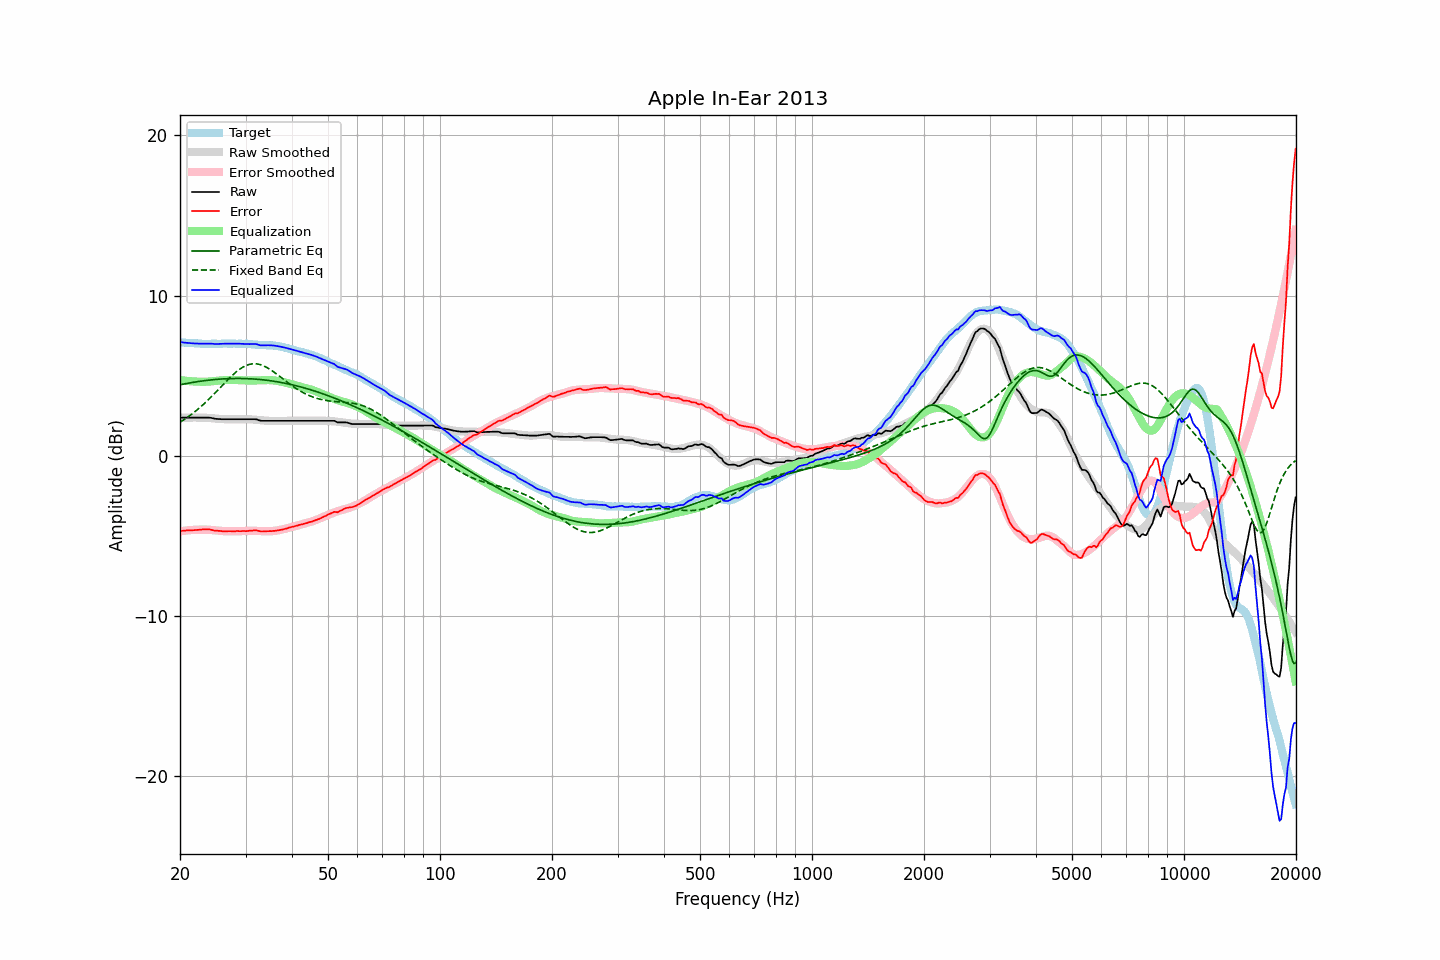 Apple In-Ear 2013
Target
Raw Smoothed
Error Smoothed
Raw
Error
Equalization
Parametric Eq
Fixed Band Eq
Equalized
Amplitude (dBr)
20
10
0
−10
−20
20 50 100 200 500 1000 2000 5000 10000 20000
Frequency (Hz)